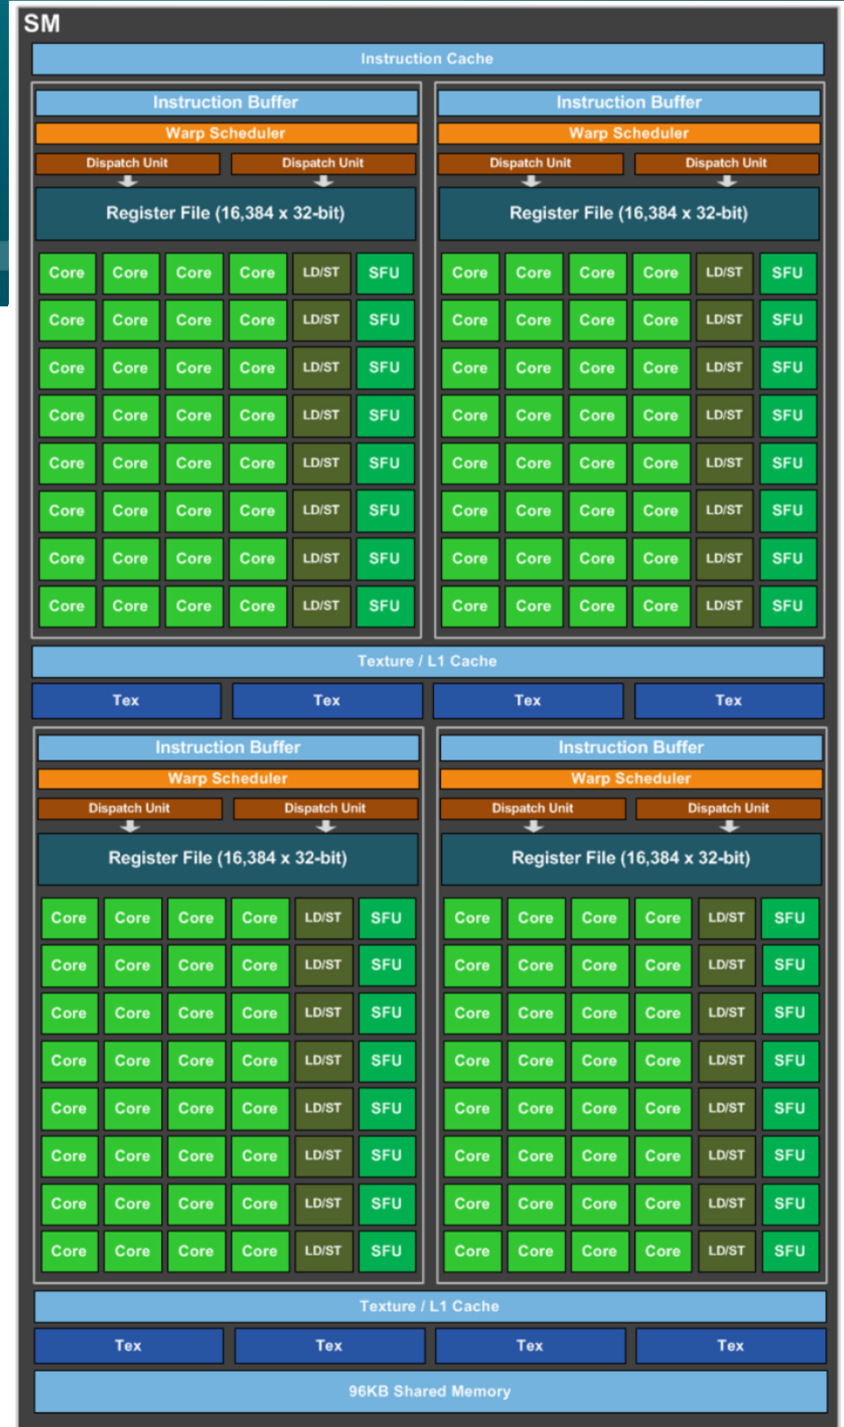 SM
Instruction Cache
Instruction Buffer Instruction Buffer
Warp Scheduler Warp Scheduler
Dispatch Unit Dispatch Unit Dispatch Unit Dispatch Unit
Register File (16,384 x 32-bit) Register File (16,384 x 32-bit)
Core Core Core Core LD/ST SFU Core Core Core Core LD/ST SFU
Core Core Core Core LD/ST SFU Core Core Core Core LD/ST SFU
Core Core Core Core LD/ST SFU Core Core Core Core LD/ST SFU
Core Core Core Core LD/ST SFU Core Core Core Core LD/ST SFU
Core Core Core Core LD/ST SFU Core Core Core Core LD/ST SFU
Core Core Core Core LD/ST SFU Core Core Core Core LD/ST SFU
Core Core Core Core LD/ST SFU Core Core Core Core LD/ST SFU
Core Core Core Core LD/ST SFU Core Core Core Core LD/ST SFU
Texture / L1 Cache
Tex Tex Tex Tex
Instruction Buffer Instruction Buffer
Warp Scheduler Warp Scheduler
Dispatch Unit Dispatch Unit Dispatch Unit Dispatch Unit
Register File (16,384 x 32-bit) Register File (16,384 x 32-bit)
Core Core Core Core LD/ST SFU Core Core Core Core LD/ST SFU
Core Core Core Core LD/ST SFU Core Core Core Core LD/ST SFU
Core Core Core Core LD/ST SFU Core Core Core Core LD/ST SFU
Core Core Core Core LD/ST SFU Core Core Core Core LD/ST SFU
Core Core Core Core LD/ST SFU Core Core Core Core LD/ST SFU
Core Core Core Core LD/ST SFU Core Core Core Core LD/ST SFU
Core Core Core Core LD/ST SFU Core Core Core Core LD/ST SFU
Core Core Core Core LD/ST SFU Core Core Core Core LD/ST SFU
Texture / L1 Cache
Tex Tex Tex Tex
96KB Shared Memory